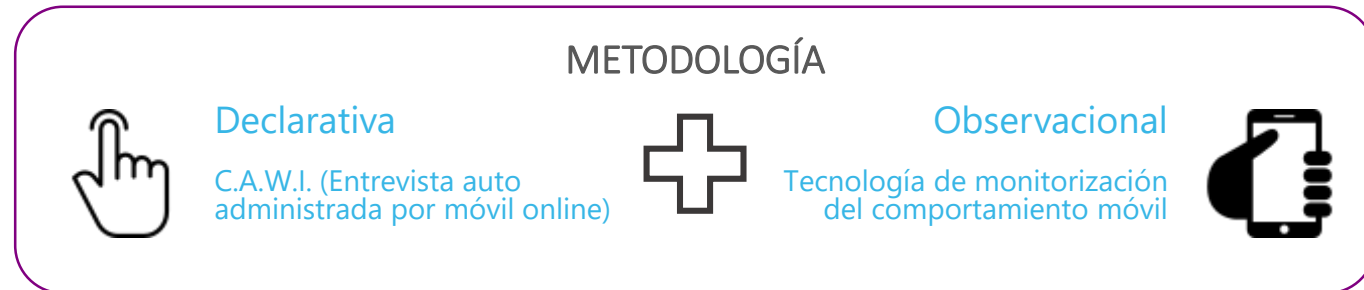 METODOLOGÍA
Declarativa
C.A.W.I. (Entrevista auto
administrada por móvil online)
Observacional
Tecnología de monitorización
del comportamiento móvil